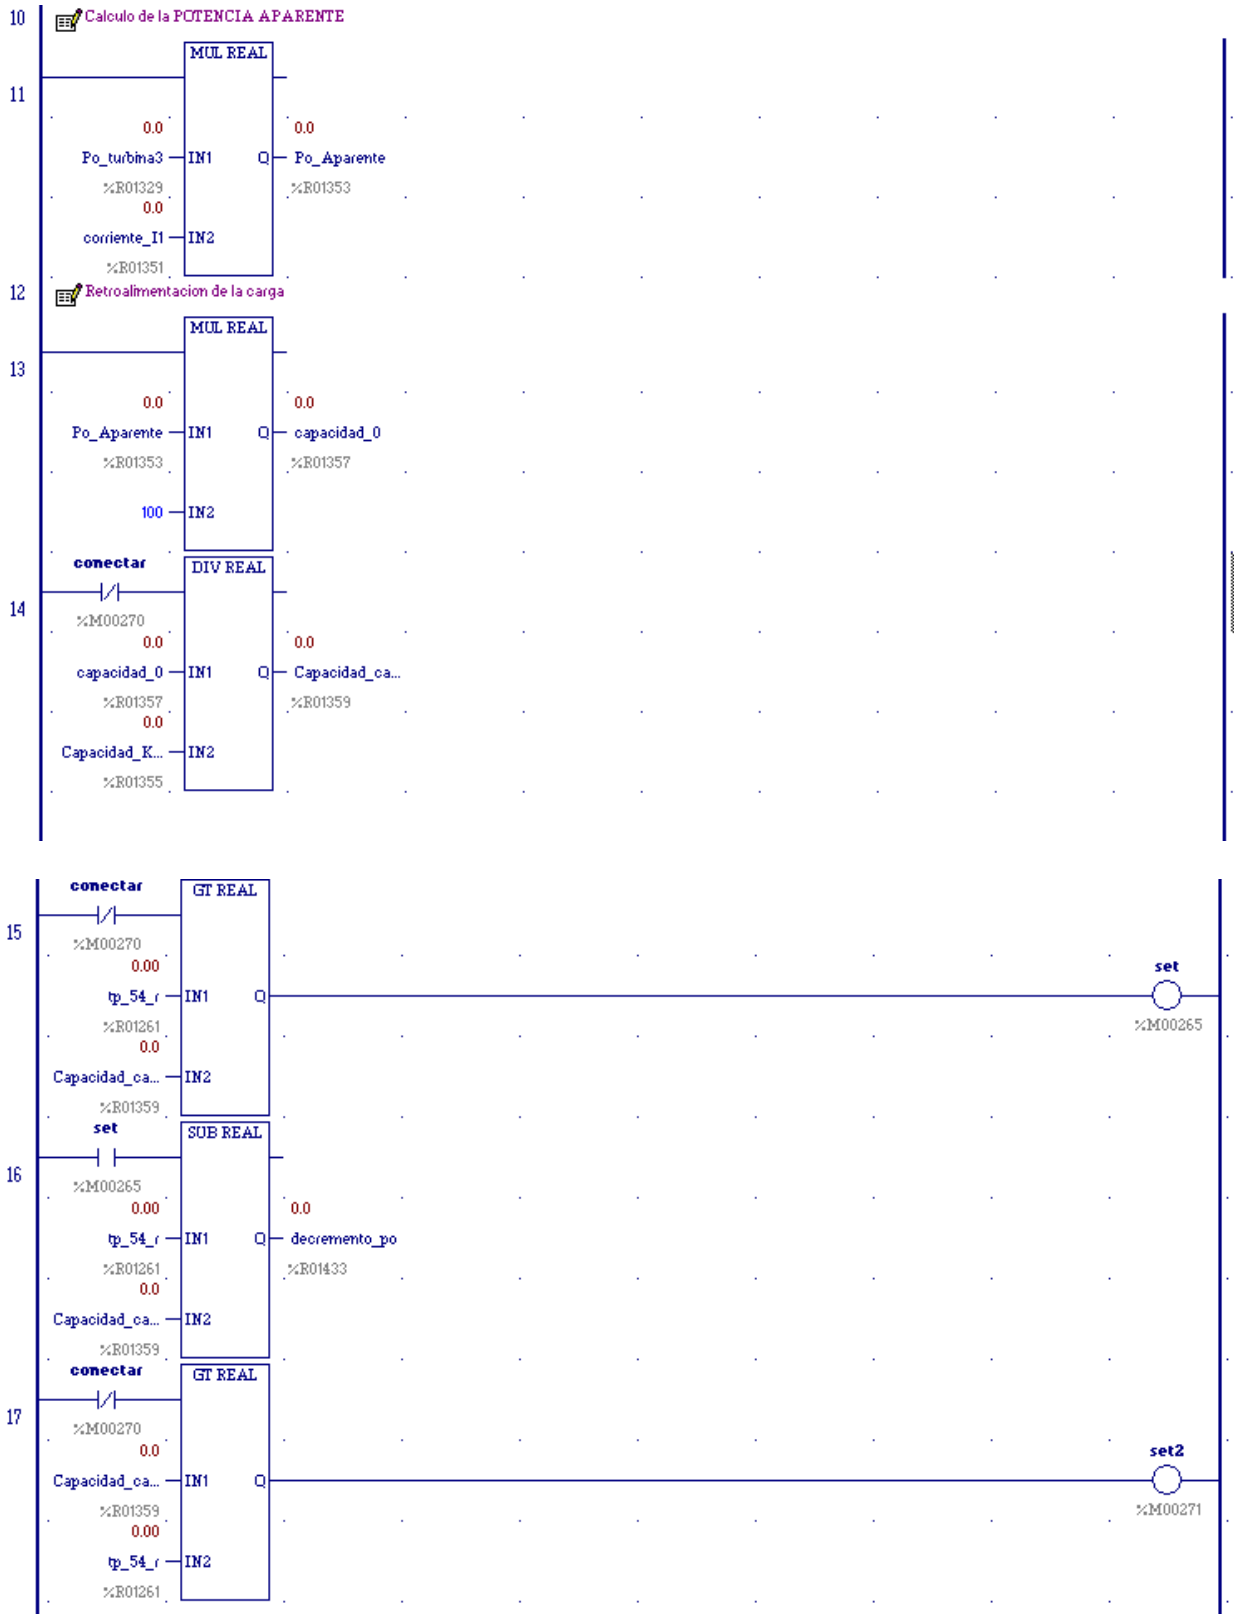 10 Calculo de la POTENCIA APARENTE
MUL REAL
11
0.0 0.0
Po_turbina3 IN1 Q Po_Aparente
%R01329 %R01353
0.0
corriente_I1 IN2
%R01351
12 Retroalimentacion de la carga
MUL REAL
13
0.0 0.0
Po_Aparente IN1 Q capacidad_0
%R01353 %R01357
100 IN2
conectar DIV REAL
14
%M00270
0.0 0.0
capacidad_0 IN1 Q Capacidad_ca...
%R01357 %R01359
0.0
Capacidad_K... IN2
%R01355
conectar GT REAL
15
%M00270
0.00 set
tp_54_r IN1 Q
%R01261 %M00265
0.0
Capacidad_ca... IN2
%R01359
set SUB REAL
16
%M00265
0.00 0.0
tp_54_r IN1 Q decremento_po
%R01261 %R01433
0.0
Capacidad_ca... IN2
%R01359
conectar GT REAL
17
%M00270
0.0 set2
Capacidad_ca... IN1 Q
%R01359 %M00271
0.00
tp_54_r IN2
%R01261